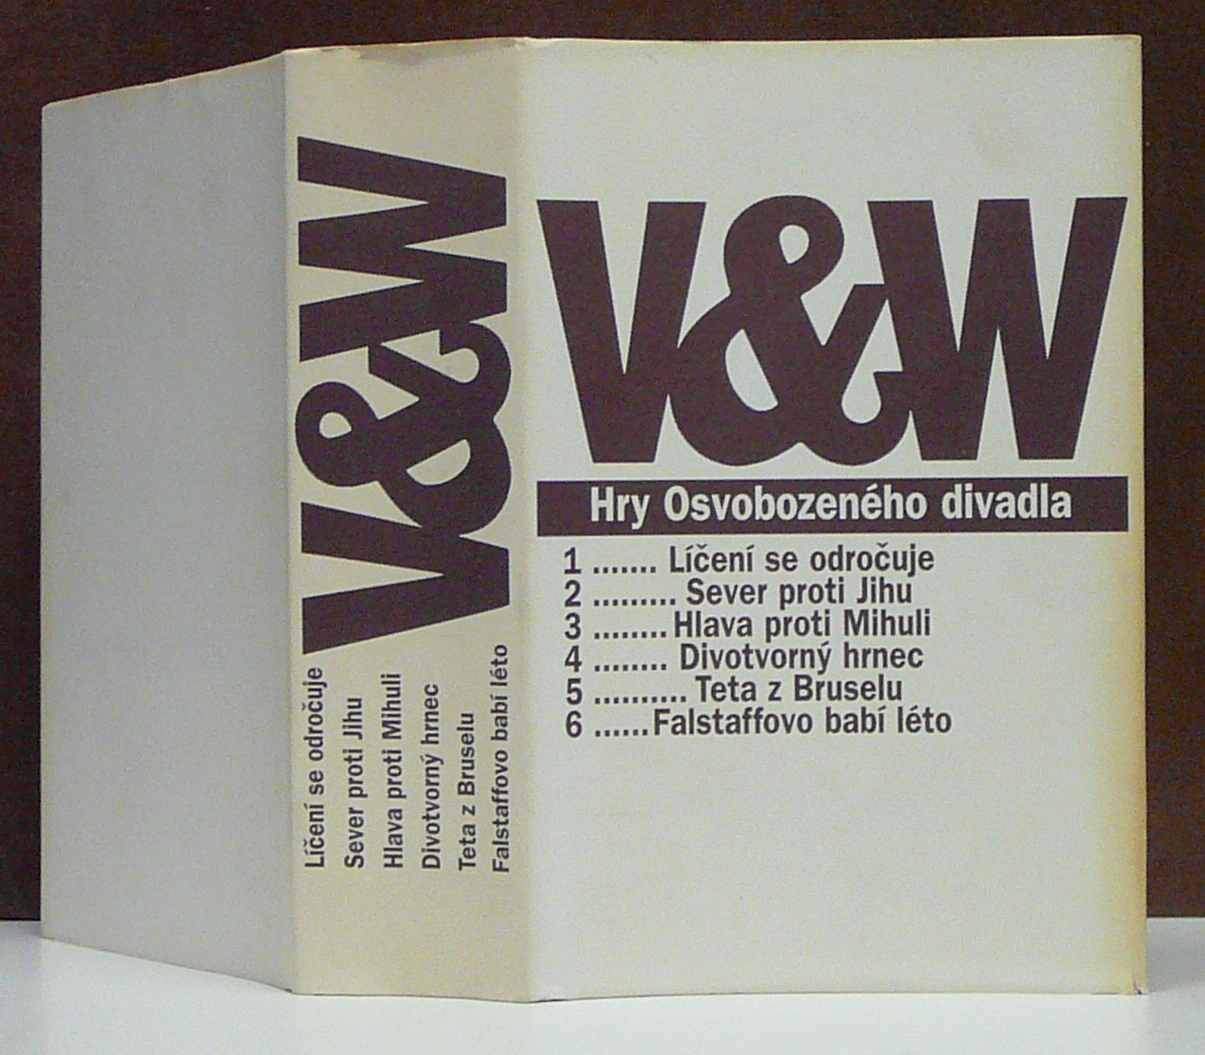 V&W
Líčení se odročuje
Sever proti Jihu
Hlava proti Mihuli
Divotvorný hrnec
Teta z Bruselu
Falstaffovo babí léto
V&W
Hry Osvobozeného divadla
1 ....... Líčení se odročuje
2 ......... Sever proti Jihu
3 ........ Hlava proti Mihuli
4 ........ Divotvorný hrnec
5 .......... Teta z Bruselu
6 ...... Falstaffovo babí léto